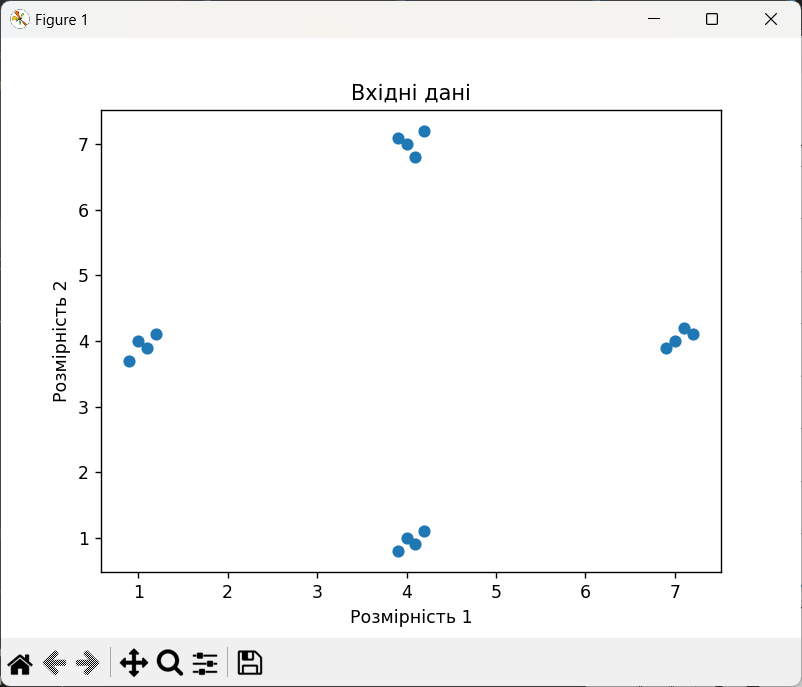 Figure 1
Вхідні дані
7
6
5
4
3
2
1
Розмірність 2
1 2 3 4 5 6 7
Розмірність 1